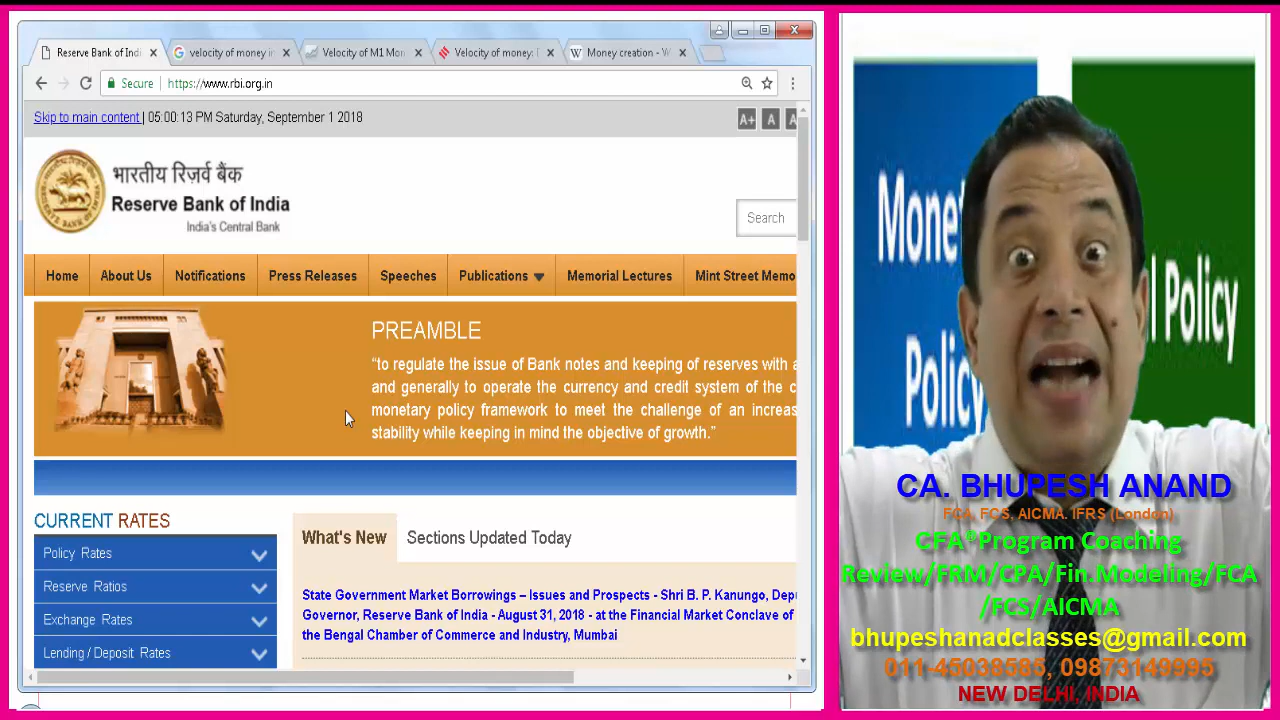 Reserve Bank of Indi
velocity of money in
Velocity of M1 Mon
Velocity of money:
Money creation - W
Secure
https://www.rbi.org.in
Skip to main content | 05:00:13 PM Saturday, September 1 2018
A+ A A
भारतीय रिज़र्व बैंक
Reserve Bank of India
India's Central Bank
Search
Home About Us Notifications Press Releases Speeches Publications Memorial Lectures Mint Street Memo
PREAMBLE
“to regulate the issue of Bank notes and keeping of reserves with a
and generally to operate the currency and credit system of the c
monetary policy framework to meet the challenge of an increas
stability while keeping in mind the objective of growth.”
CURRENT RATES
Policy Rates
Reserve Ratios
Exchange Rates
Lending / Deposit Rates
What's New Sections Updated Today
State Government Market Borrowings – Issues and Prospects - Shri B. P. Kanungo, Depu
Governor, Reserve Bank of India - August 31, 2018 - at the Financial Market Conclave of
the Bengal Chamber of Commerce and Industry, Mumbai
Monet
Policy
l Policy
CA. BHUPESH ANAND
FCA, FCS, AICMA. IFRS (London)
CFA®Program Coaching
Review/FRM/CPA/Fin.Modeling/FCA
/FCS/AICMA
bhupeshanadclasses@gmail.com
011-45038585, 09873149995
NEW DELHI, INDIA